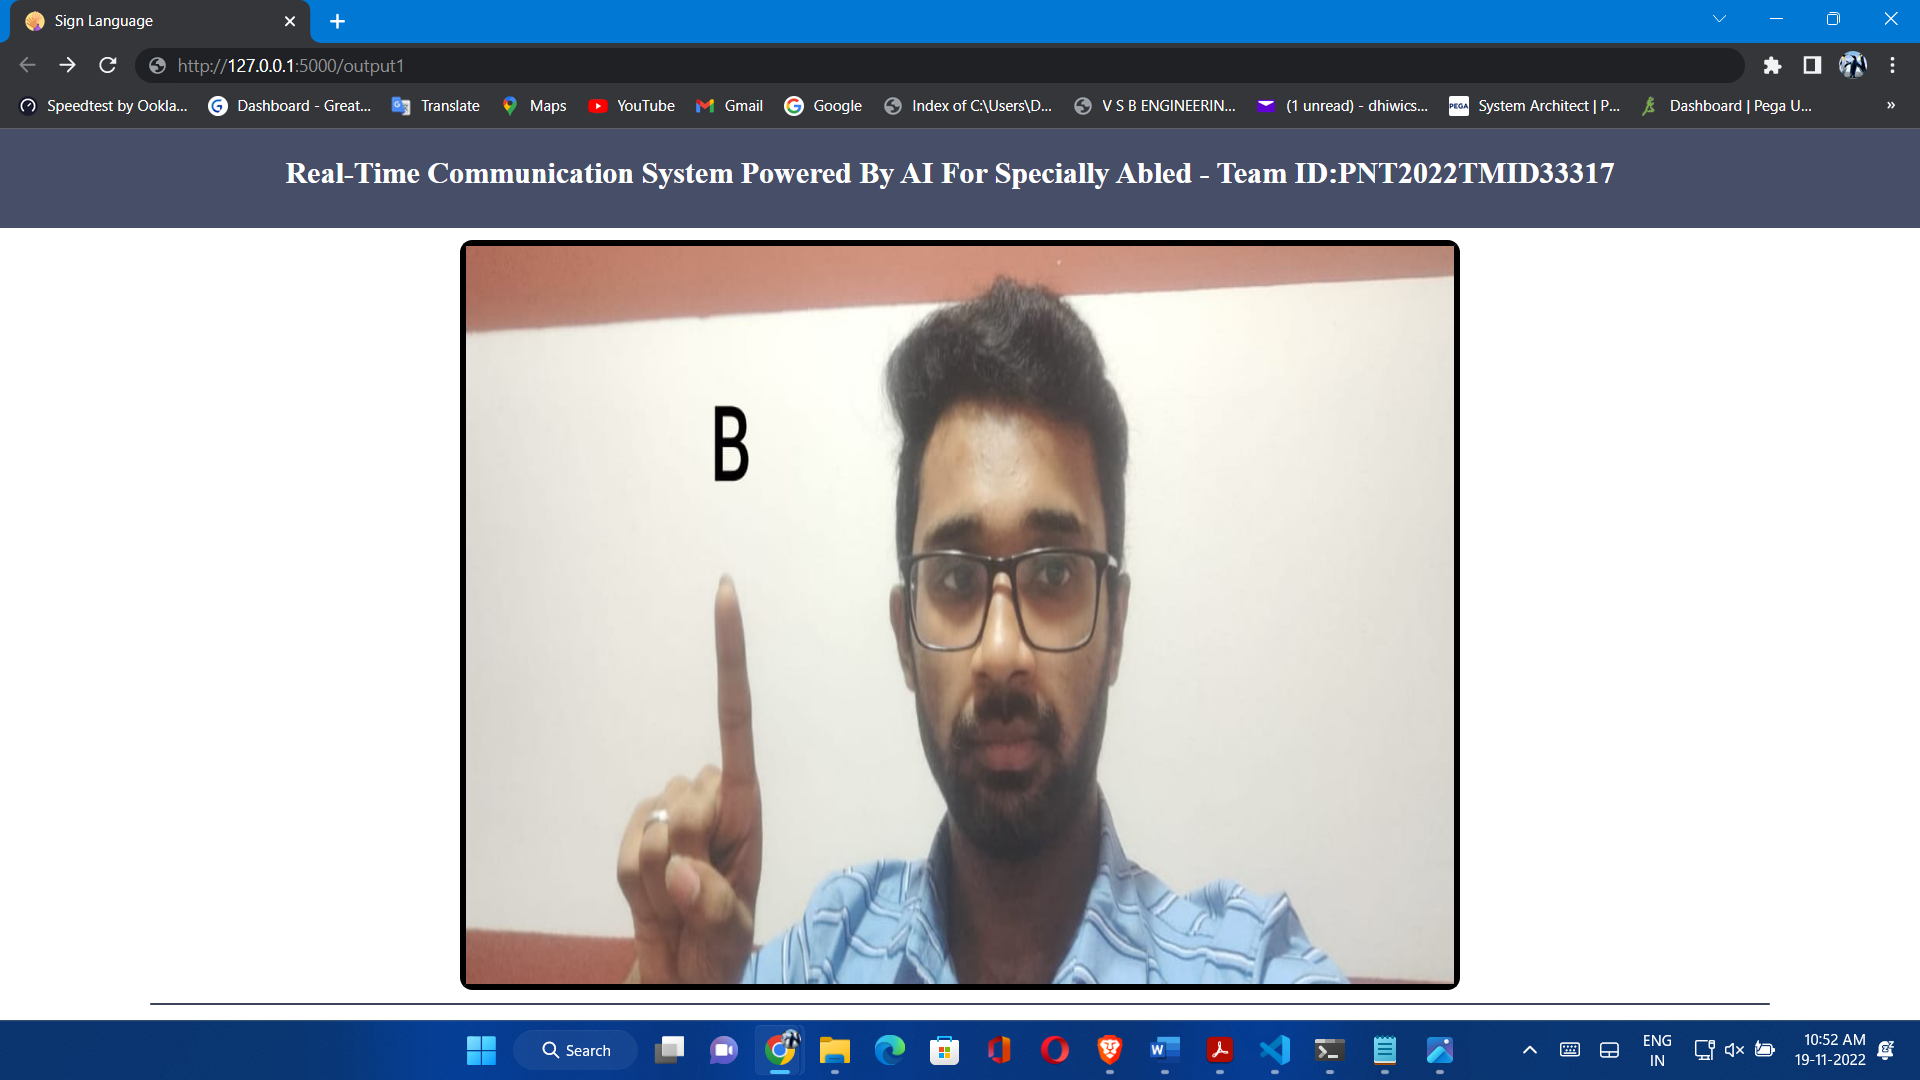 Sign Language
http://127.0.0.1:5000/output1
Speedtest by Ookla...
Dashboard - Great...
Translate
Maps
YouTube
Gmail
Google
Index of C:\Users\D...
V S B ENGINEERIN...
(1 unread) - dhiwics...
PEGA
System Architect | P...
Dashboard | Pega U...
»
Real-Time Communication System Powered By AI For Specially Abled - Team ID:PNT2022TMID33317
B
Search
ENG
IN
10:52 AM
19-11-2022